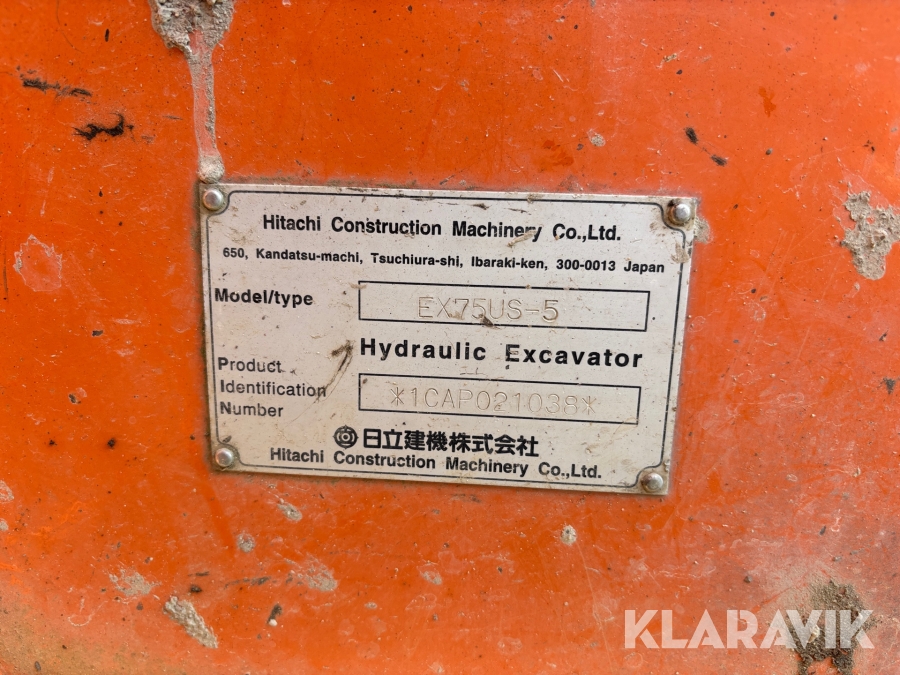 Hitachi Construction Machinery Co.,Ltd.
650, Kandatsu-machi, Tsuchiura-shi, Ibaraki-ken, 300-0013 Japan
Model/type EX75US-5
Hydraulic Excavator
Product
Identification
Number *1CAP021038*
日立建機株式会社
Hitachi Construction Machinery Co.,Ltd.
KLARAVIK